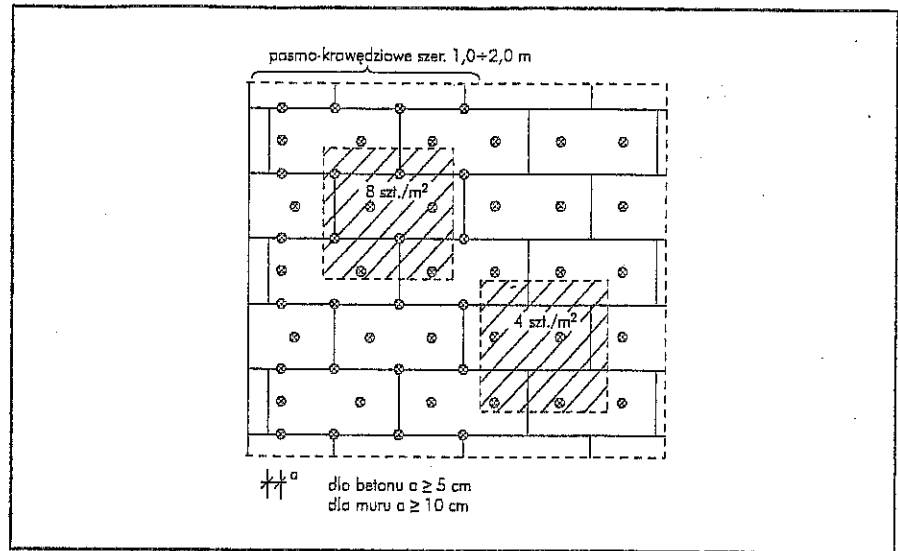 pasmo-krawędziowe szer. 1,0÷2,0 m
8 szt./m²
4 szt./m²
a
dla betonu a ≥ 5 cm
dla muru a ≥ 10 cm